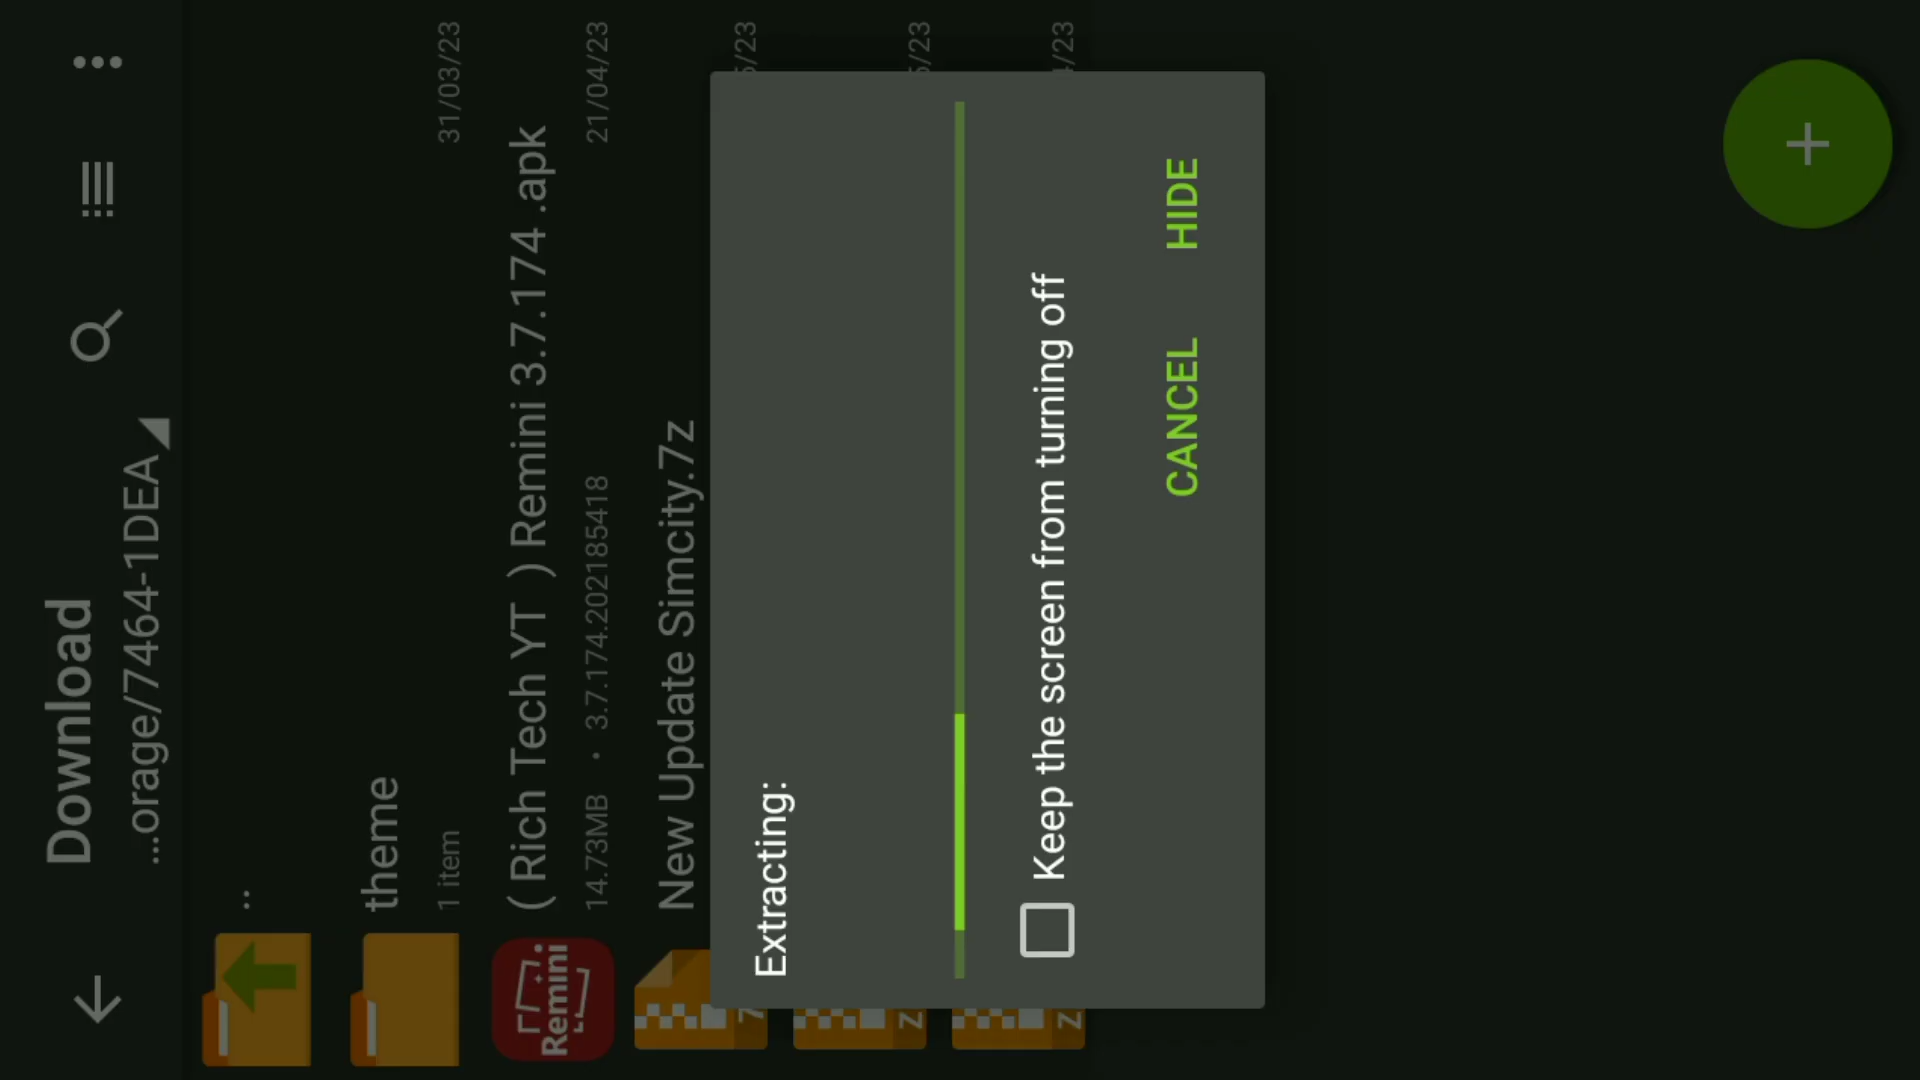 Download
...orage/7464-1DEA
..
theme
1 item
31/03/23
( Rich Tech YT ) Remini 3.7.174 .apk
14.73MB • 3.7.174.202185418
21/04/23
Remini
New Update Simcity.7z
Extracting:
Keep the screen from turning off
CANCEL
HIDE